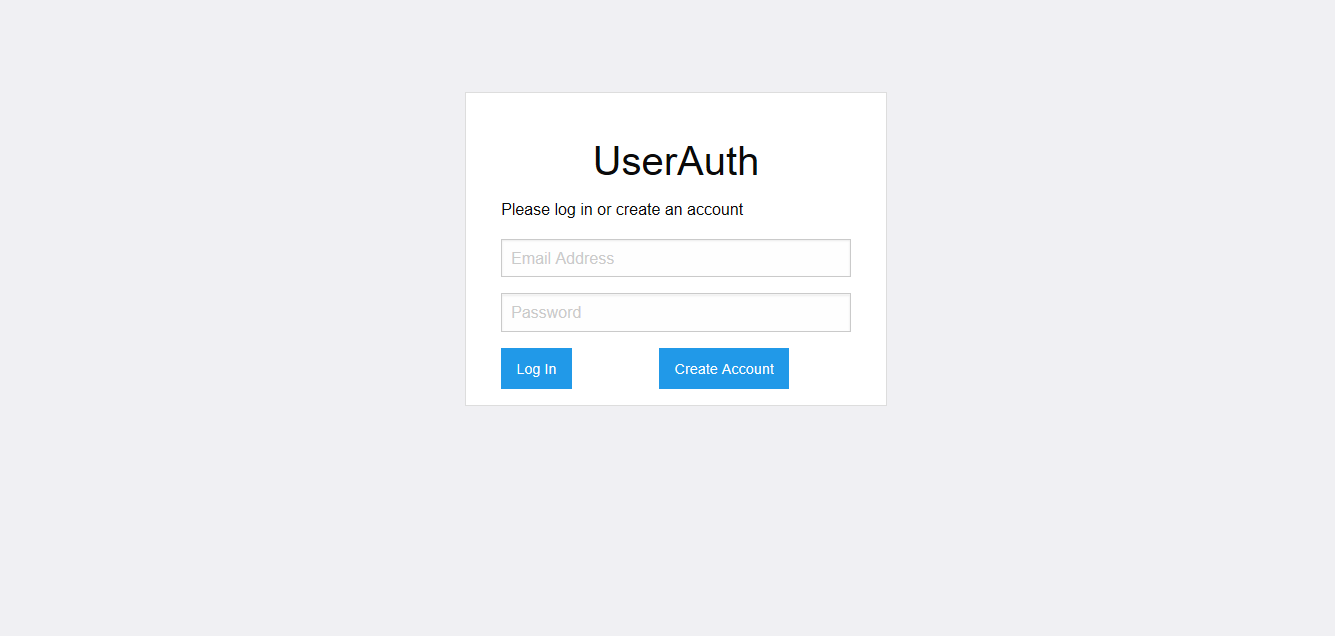 UserAuth
Please log in or create an account
Email Address
Password
Log In
Create Account